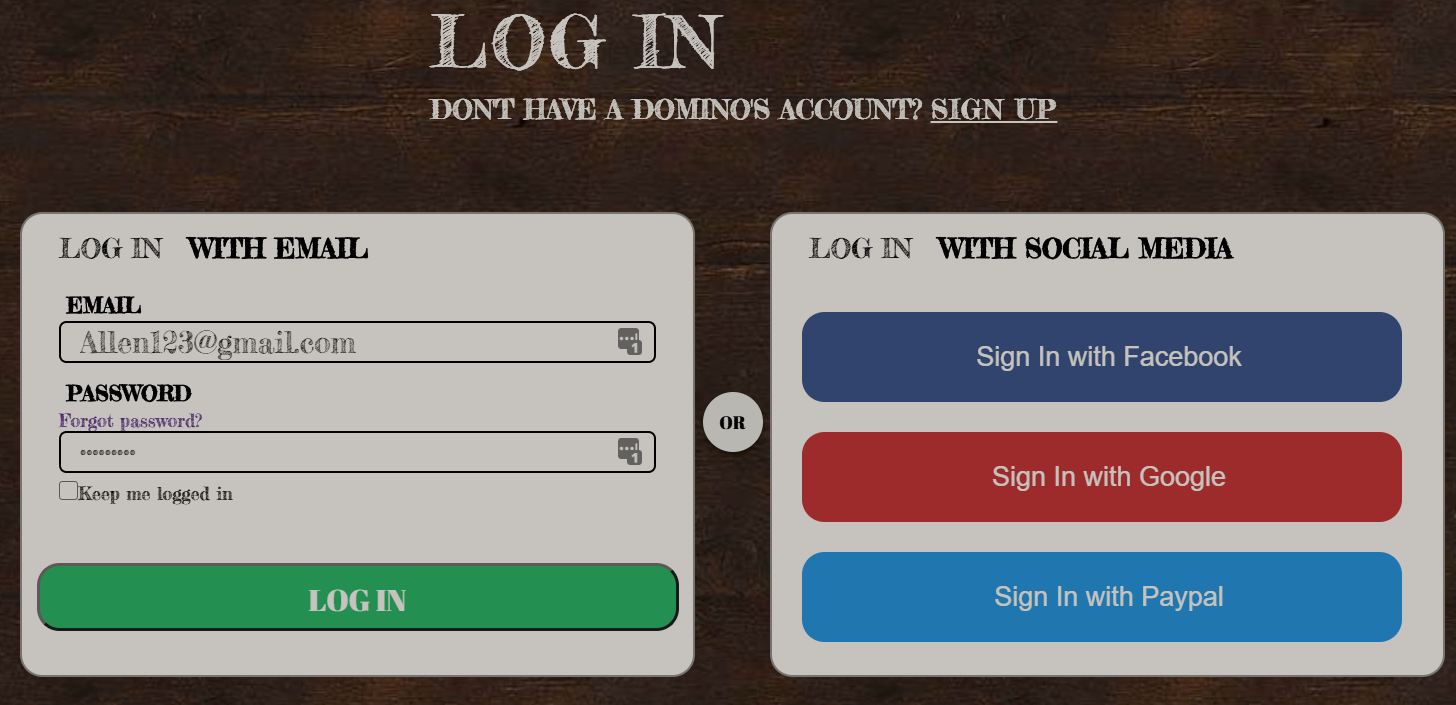 LOG IN
DON'T HAVE A DOMINO'S ACCOUNT? SIGN UP
LOG IN WITH EMAIL
EMAIL
Allen123@gmail.com
PASSWORD
Forgot password?
•••••••••
Keep me logged in
LOG IN
OR
LOG IN WITH SOCIAL MEDIA
Sign In with Facebook
Sign In with Google
Sign In with Paypal